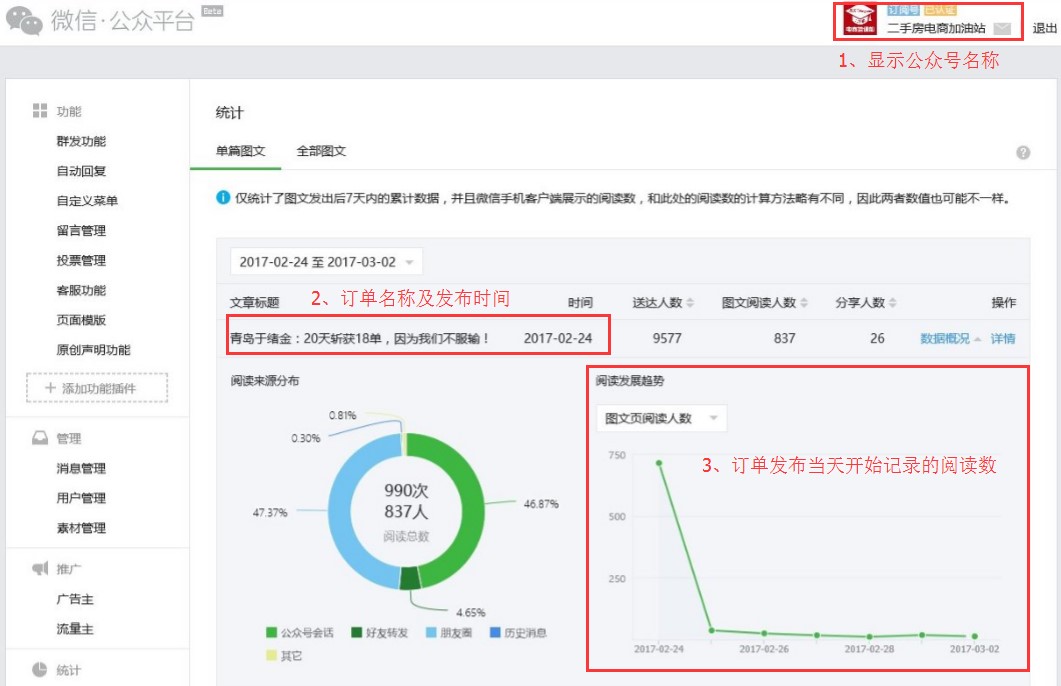 微信·公众平台 Beta
订阅号 已认证
二手房电商加油站 退出
1、显示公众号名称
功能
群发功能
自动回复
自定义菜单
留言管理
投票管理
客服功能
页面模版
原创声明功能
+ 添加功能插件
管理
消息管理
用户管理
素材管理
推广
广告主
流量主
统计
统计
单篇图文 全部图文
仅统计了图文发出后7天内的累计数据，并且微信手机客户端展示的阅读数，和此处的阅读数的计算方法略有不同，因此两者数值也可能不一样。
2017-02-24 至 2017-03-02
2、订单名称及发布时间
文章标题 时间 送达人数 图文阅读人数 分享人数 操作
青岛于绪金：20天斩获18单，因为我们不服输！ 2017-02-24 9577 837 26 数据概况 详情
阅读来源分布
0.81%
0.30%
47.37%
46.87%
4.65%
990次
837人
阅读总数
公众号会话 好友转发 朋友圈 历史消息
其它
阅读发展趋势
图文页阅读人数
3、订单发布当天开始记录的阅读数
750
500
250
2017-02-24 2017-02-26 2017-02-28 2017-03-02